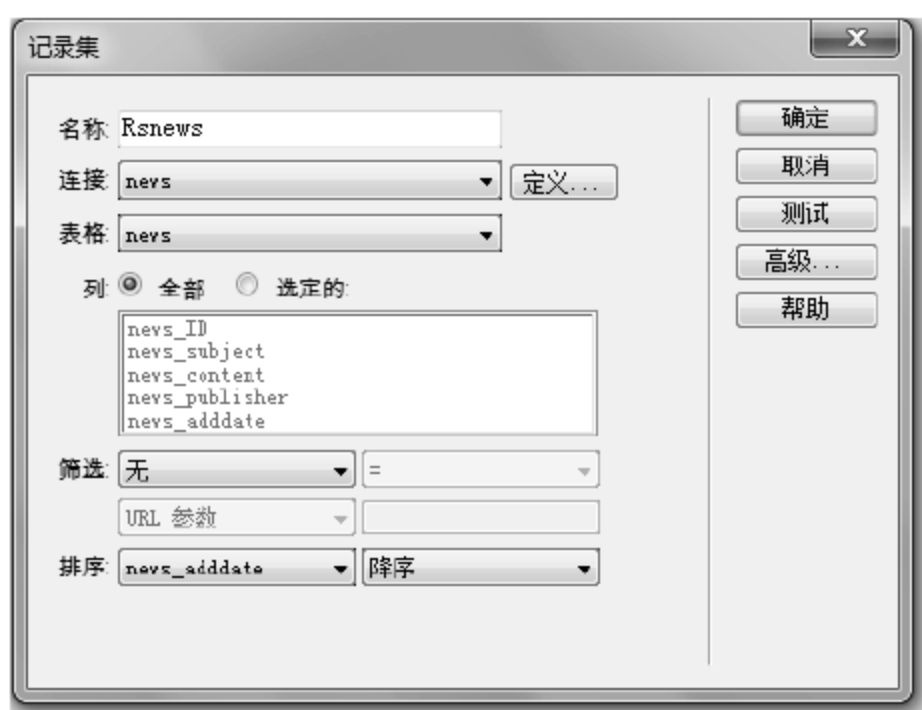 记录集
名称: Rsnews
连接: news 定义...
表格: news
列: 全部 选定的:
news_ID
news_subject
news_content
news_publisher
news_adddate
筛选: 无 =
URL 参数
排序: news_adddate 降序
确定
取消
测试
高级...
帮助